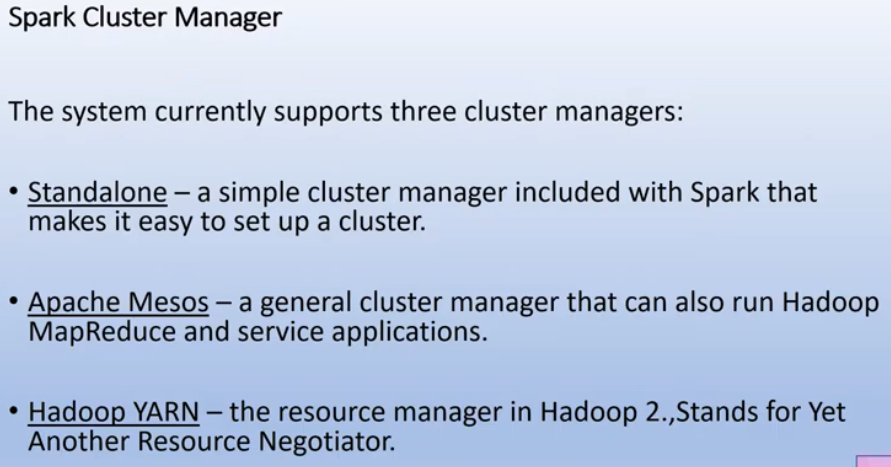 Spark Cluster Manager
The system currently supports three cluster managers:
• Standalone – a simple cluster manager included with Spark that
makes it easy to set up a cluster.
• Apache Mesos – a general cluster manager that can also run Hadoop
MapReduce and service applications.
• Hadoop YARN – the resource manager in Hadoop 2.,Stands for Yet
Another Resource Negotiator.